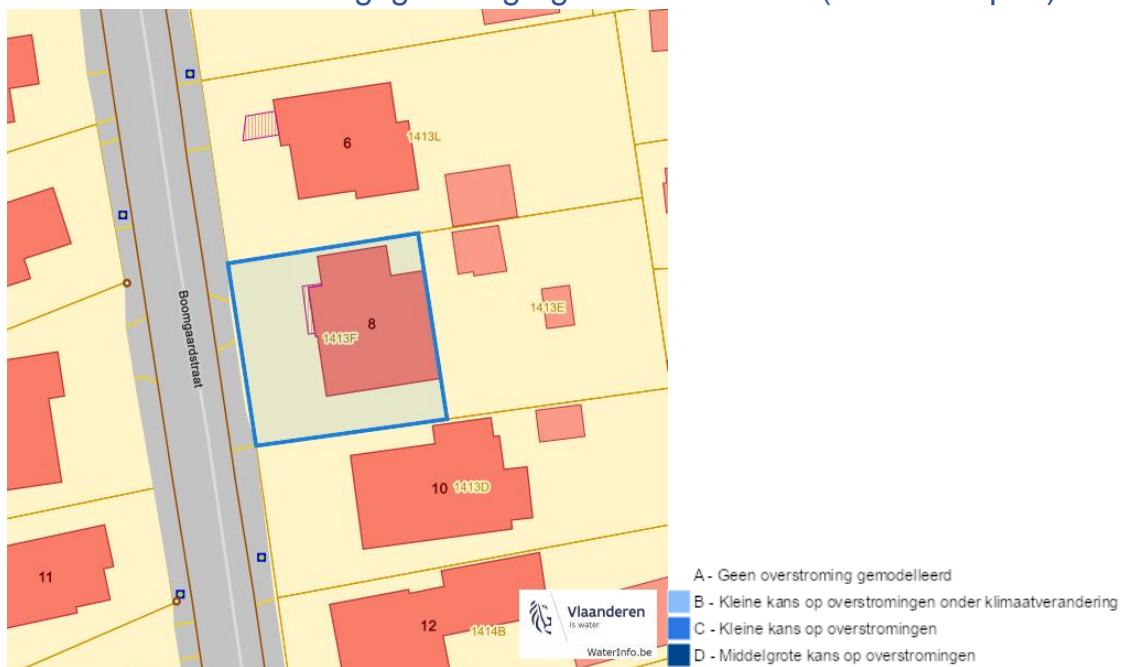 6
1413L
Boomgaardstraat
8
1413F
1413E
10
1413D
11
12
1414B
Vlaanderen
is water
WaterInfo.be
A - Geen overstroming gemodelleerd
B - Kleine kans op overstromingen onder klimaatverandering
C - Kleine kans op overstromingen
D - Middelgrote kans op overstromingen